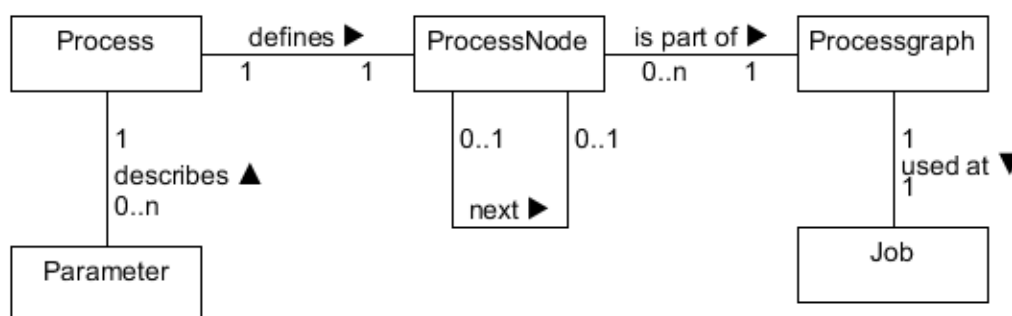 Process
defines ▶
1
1
ProcessNode
is part of ▶
0..n
1
Processgraph
1
describes ▲
0..n
0..1
0..1
next ▶
1
used at ▼
1
Parameter
Job